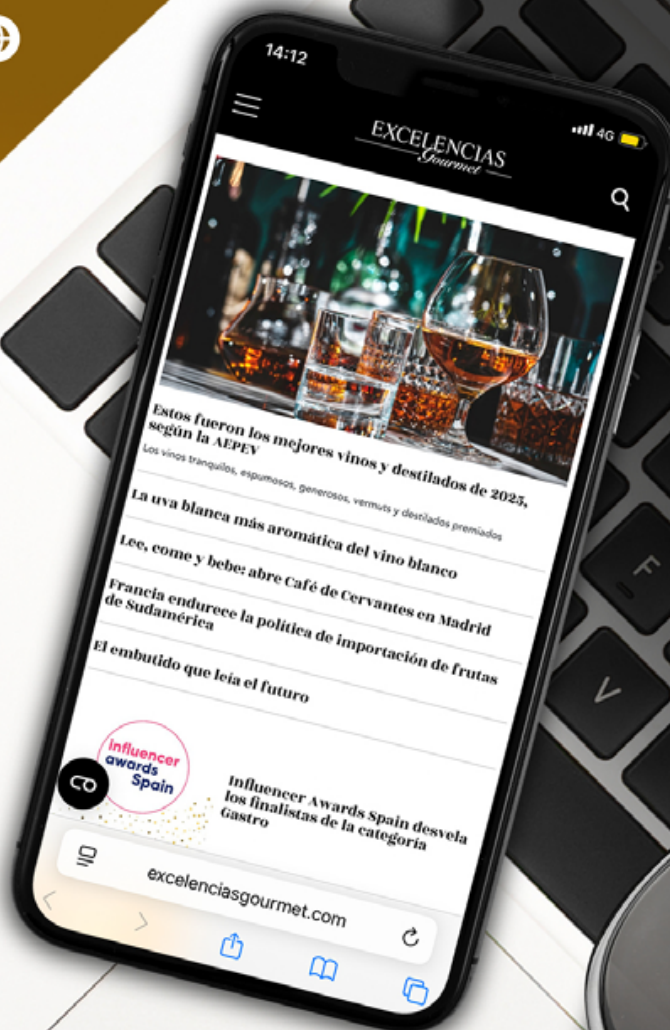 14:12
4G
EXCELENCIAS
Gourmet
Estos fueron los mejores vinos y destilados de 2025,
según la AEPEV
Los vinos tranquilos, espumosos, generosos, vermuts y destilados premiados
La uva blanca más aromática del vino blanco
Lee, come y bebe: abre Café de Cervantes en Madrid
Francia endurece la política de importación de frutas
de Sudamérica
El embutido que leía el futuro
influencer
awards
Spain
Influencer Awards Spain desvela
los finalistas de la categoría
Gastro
excelenciasgourmet.com
F
V